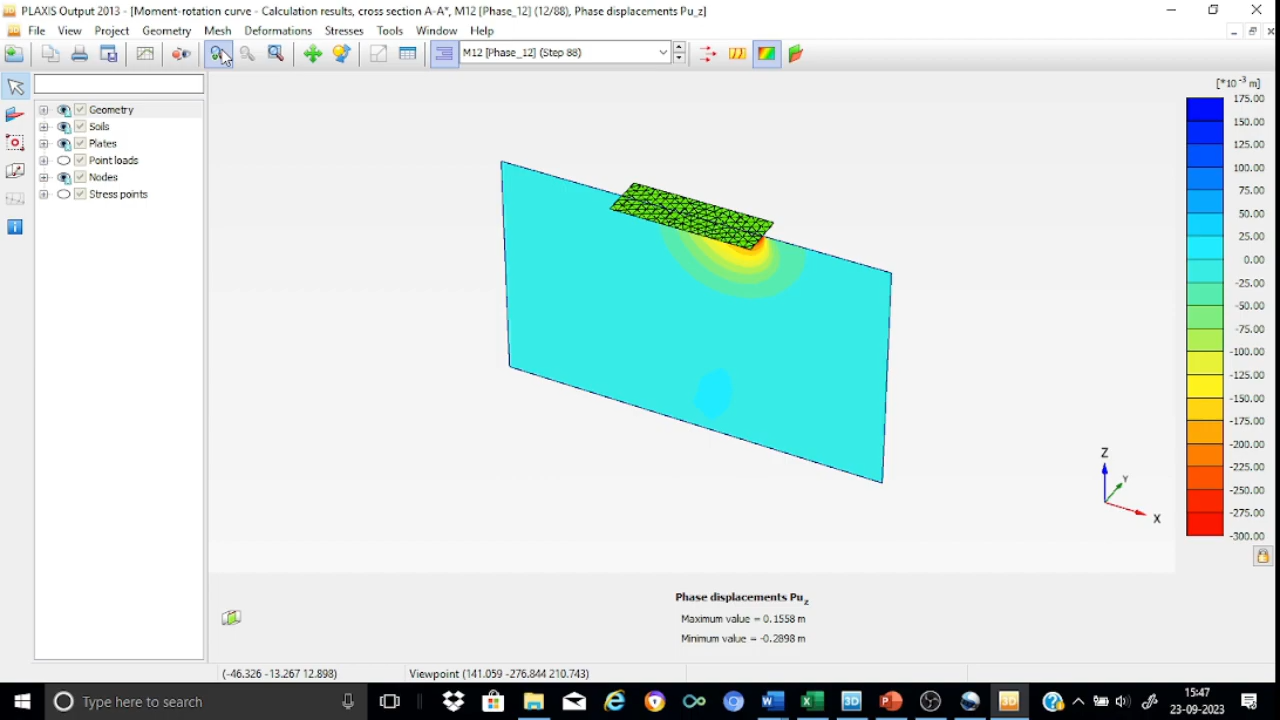 PLAXIS Output 2013 - [Moment-rotation curve - Calculation results, cross section A-A*, M12 [Phase_12] (12/88), Phase displacements Pu_z]
File View Project Geometry Mesh Deformations Stresses Tools Window Help
M12 [Phase_12] (Step 88)
Geometry
Soils
Plates
Point loads
Nodes
Stress points
[*10 -3 m]
175.00
150.00
125.00
100.00
75.00
50.00
25.00
0.00
-25.00
-50.00
-75.00
-100.00
-125.00
-150.00
-175.00
-200.00
-225.00
-250.00
-275.00
-300.00
Z
Y
X
Phase displacements Puz
Maximum value = 0.1558 m
Minimum value = -0.2898 m
(-46.326 -13.267 12.898) Viewpoint (141.059 -276.844 210.743)
Type here to search
15:47
23-09-2023